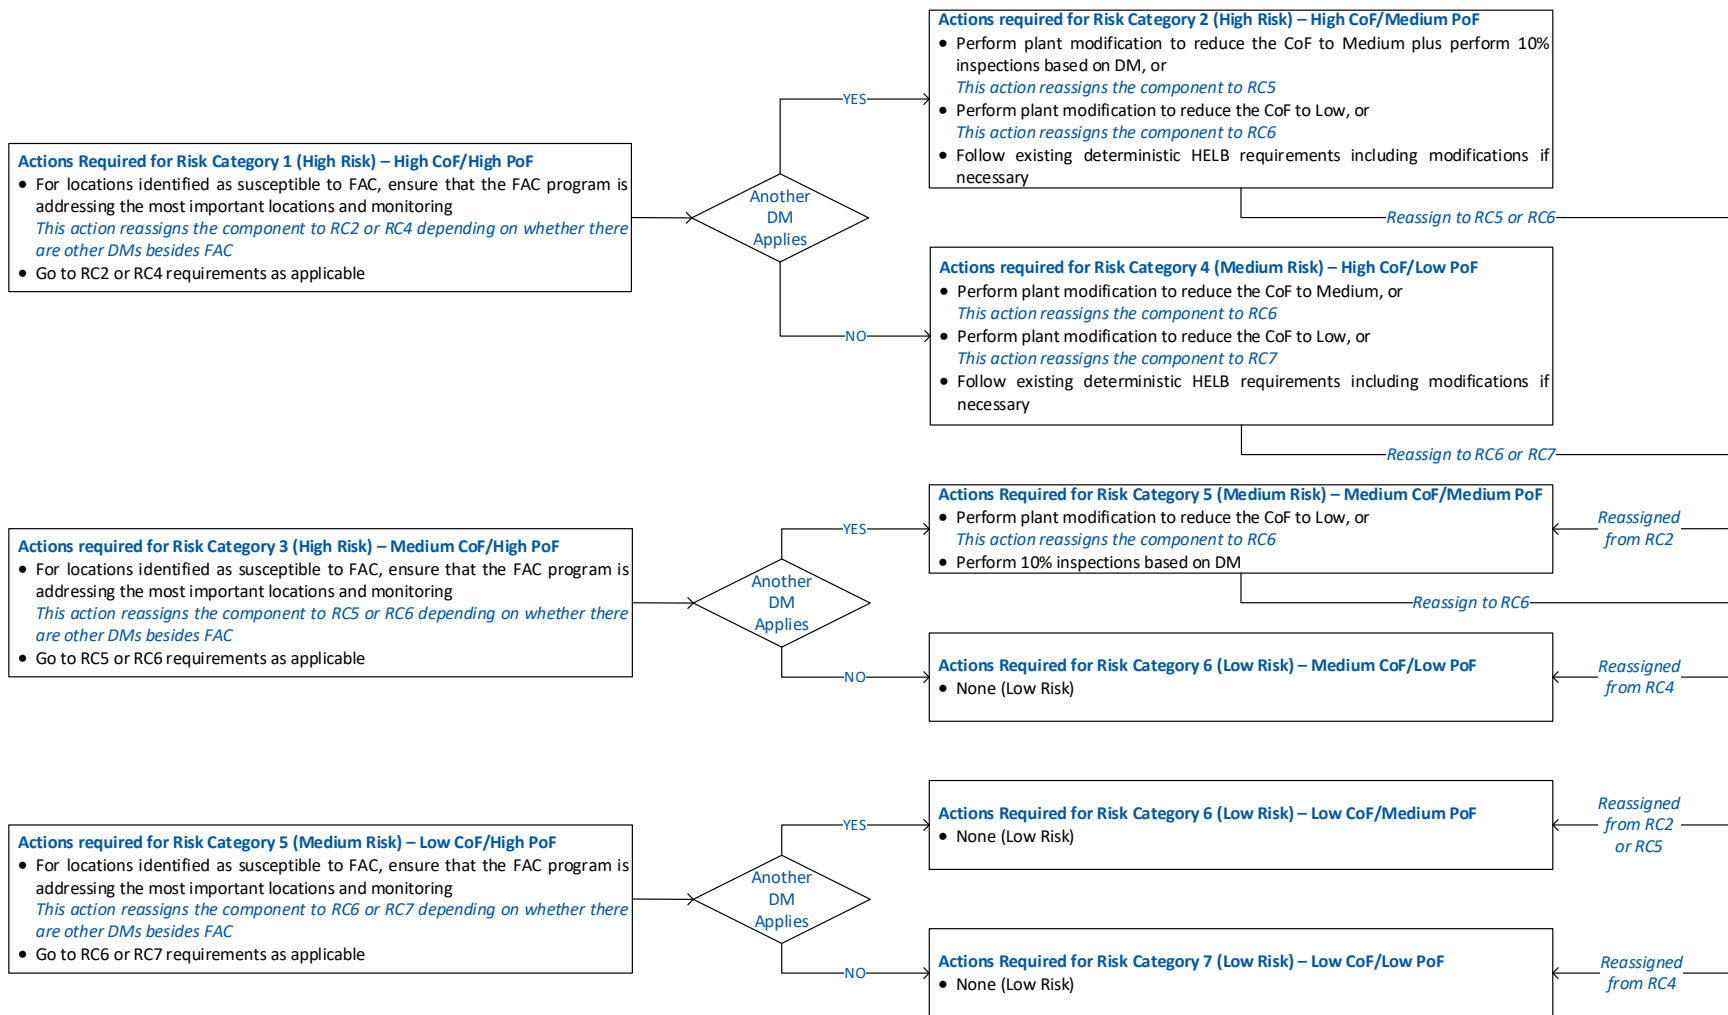 Actions Required for Risk Category 1 (High Risk) – High CoF/High PoF
• For locations identified as susceptible to FAC, ensure that the FAC program is
addressing the most important locations and monitoring
This action reassigns the component to RC2 or RC4 depending on whether there
are other DMs besides FAC
• Go to RC2 or RC4 requirements as applicable
Another
DM
Applies
YES
NO
Actions required for Risk Category 2 (High Risk) – High CoF/Medium PoF
• Perform plant modification to reduce the CoF to Medium plus perform 10%
inspections based on DM, or
This action reassigns the component to RC5
• Perform plant modification to reduce the CoF to Low, or
This action reassigns the component to RC6
• Follow existing deterministic HELB requirements including modifications if
necessary
Reassign to RC5 or RC6
Actions required for Risk Category 4 (Medium Risk) – High CoF/Low PoF
• Perform plant modification to reduce the CoF to Medium, or
This action reassigns the component to RC6
• Perform plant modification to reduce the CoF to Low, or
This action reassigns the component to RC7
• Follow existing deterministic HELB requirements including modifications if
necessary
Reassign to RC6 or RC7
Actions required for Risk Category 3 (High Risk) – Medium CoF/High PoF
• For locations identified as susceptible to FAC, ensure that the FAC program is
addressing the most important locations and monitoring
This action reassigns the component to RC5 or RC6 depending on whether there
are other DMs besides FAC
• Go to RC5 or RC6 requirements as applicable
Another
DM
Applies
YES
NO
Actions Required for Risk Category 5 (Medium Risk) – Medium CoF/Medium PoF
• Perform plant modification to reduce the CoF to Low, or
This action reassigns the component to RC6
• Perform 10% inspections based on DM
Reassigned
from RC2
Reassign to RC6
Actions Required for Risk Category 6 (Low Risk) – Medium CoF/Low PoF
• None (Low Risk)
Reassigned
from RC4
Actions required for Risk Category 5 (Medium Risk) – Low CoF/High PoF
• For locations identified as susceptible to FAC, ensure that the FAC program is
addressing the most important locations and monitoring
This action reassigns the component to RC6 or RC7 depending on whether there
are other DMs besides FAC
• Go to RC6 or RC7 requirements as applicable
Another
DM
Applies
YES
NO
Actions Required for Risk Category 6 (Low Risk) – Low CoF/Medium PoF
• None (Low Risk)
Reassigned
from RC2
or RC5
Actions Required for Risk Category 7 (Low Risk) – Low CoF/Low PoF
• None (Low Risk)
Reassigned
from RC4